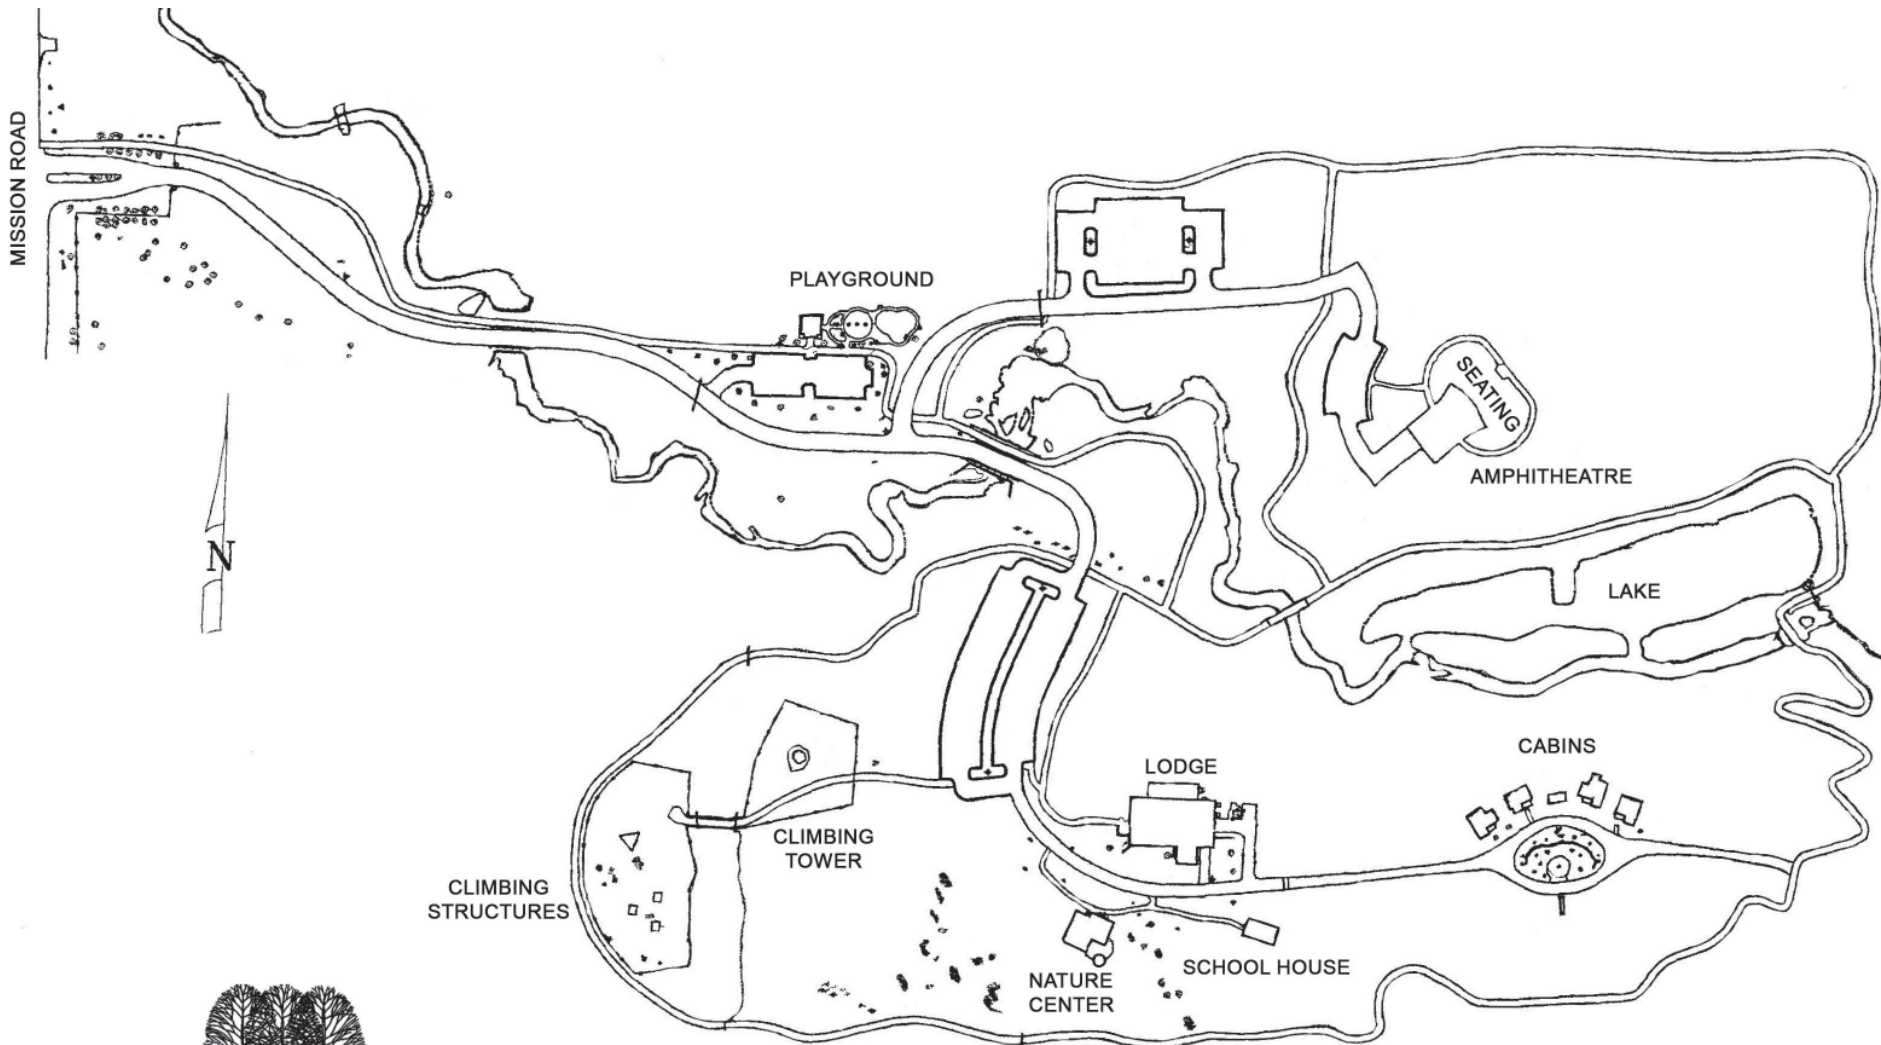 MISSION ROAD
PLAYGROUND
SEATING
AMPHITHEATRE
N
LAKE
CABINS
LODGE
CLIMBING
TOWER
CLIMBING
STRUCTURES
SCHOOL HOUSE
NATURE
CENTER